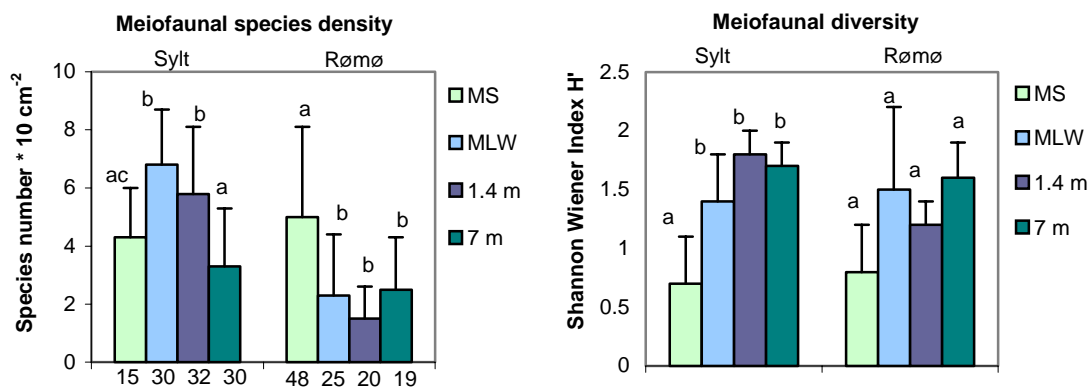 Meiofaunal species density
Sylt Rømø
Species number * 10 cm-2
10
8
6
4
2
0
ac b b a a b b b
15 30 32 30 48 25 20 19
MS
MLW
1.4 m
7 m
Meiofaunal diversity
Sylt Rømø
Shannon Wiener Index H'
2.5
2
1.5
1
0.5
0
a b b b a a a a
MS
MLW
1.4 m
7 m